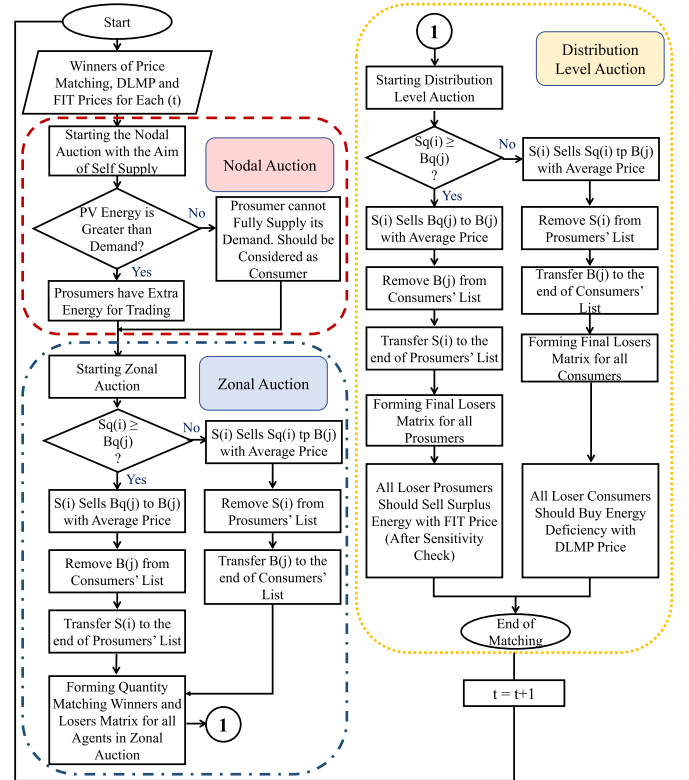 Start
Winners of Price
Matching, DLMP and
FIT Prices for Each (t)
Starting the Nodal
Auction with the Aim
of Self Supply
Nodal Auction
PV Energy is
Greater than
Demand?
No
Prosumer cannot
Fully Supply its
Demand. Should be
Considered as
Consumer
Yes
Prosumers have Extra
Energy for Trading
Starting Zonal
Auction
Zonal Auction
Sq(i) ≥
Bq(j)
?
No
S(i) Sells Sq(i) tp B(j)
with Average Price
Yes
S(i) Sells Bq(j) to B(j)
with Average Price
Remove S(i) from
Prosumers' List
Remove B(j) from
Consumers' List
Transfer B(j) to the
end of Consumers'
List
Transfer S(i) to the
end of Prosumers' List
Forming Quantity
Matching Winners and
Losers Matrix for all
Agents in Zonal
Auction
1
1
Distribution
Level Auction
Starting Distribution
Level Auction
Sq(i) ≥
Bq(j)
?
No
S(i) Sells Sq(i) tp B(j)
with Average Price
Yes
S(i) Sells Bq(j) to B(j)
with Average Price
Remove S(i) from
Prosumers' List
Remove B(j) from
Consumers' List
Transfer B(j) to the
end of Consumers'
List
Transfer S(i) to the
end of Prosumers' List
Forming Final Losers
Matrix for all
Consumers
Forming Final Losers
Matrix for all
Prosumers
All Loser Prosumers
Should Sell Surplus
Energy with FIT Price
(After Sensitivity
Check)
All Loser Consumers
Should Buy Energy
Deficiency with
DLMP Price
End of
Matching
t = t+1